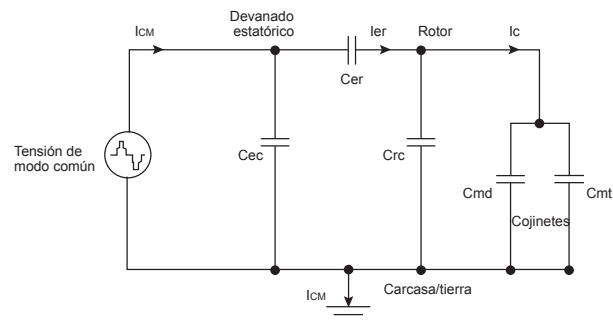 Devanado
estatórico
ICM
Ier
Rotor
Ic
Cer
Tensión de
modo común
Cec
Crc
Cmd
Cmt
Cojinetes
ICM
Carcasa/tierra